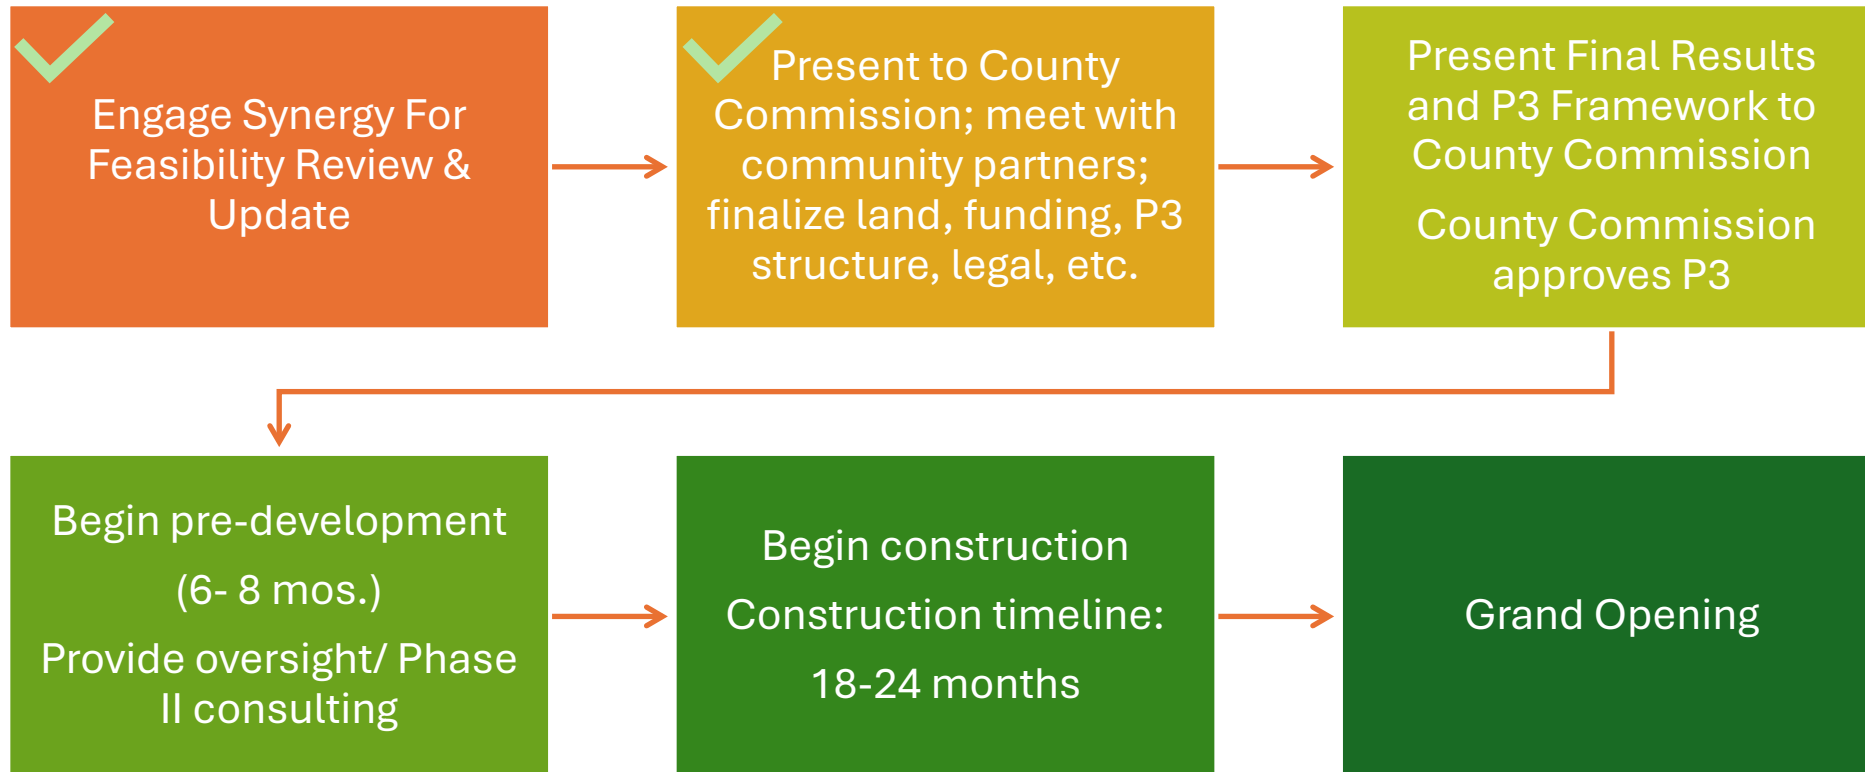 Engage Synergy For
Feasibility Review &
Update
Present to County
Commission; meet with
community partners;
finalize land, funding, P3
structure, legal, etc.
Present Final Results
and P3 Framework to
County Commission
County Commission
approves P3
Begin pre-development
(6- 8 mos.)
Provide oversight/ Phase
II consulting
Begin construction
Construction timeline:
18-24 months
Grand Opening